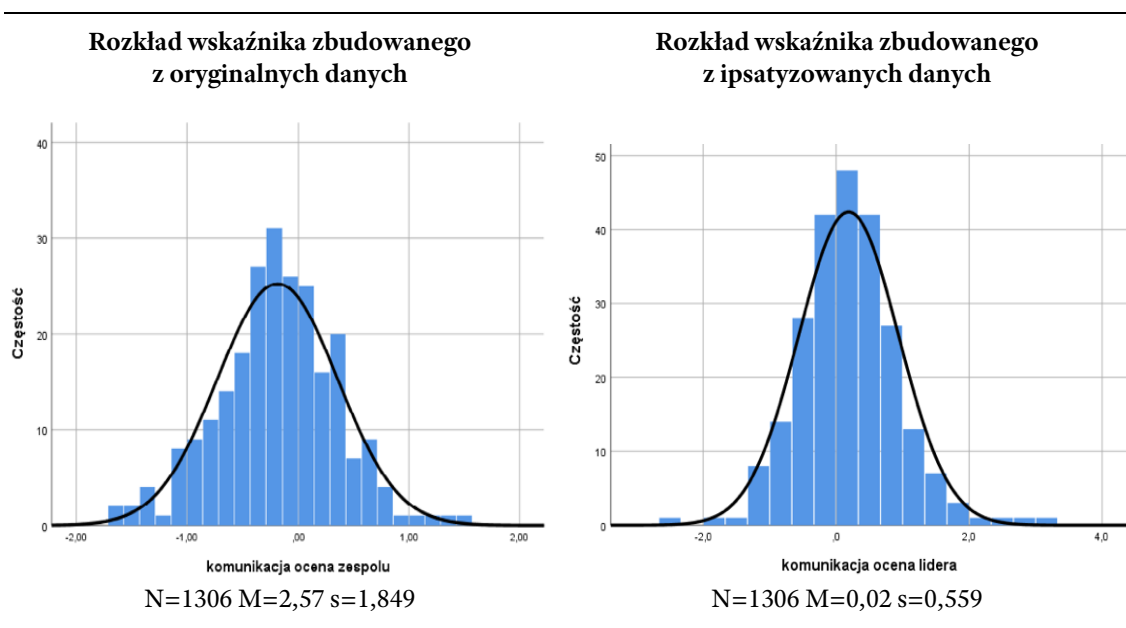 Rozkład wskaźnika zbudowanego
z oryginalnych danych
40
30
20
10
0
Częstość
-2,00 -1,00 ,00 1,00 2,00
komunikacja ocena zespolu
N=1306 M=2,57 s=1,849
Rozkład wskaźnika zbudowanego
z ipsatyzowanych danych
50
40
30
20
10
0
Częstość
-2,0 ,0 2,0 4,0
komunikacja ocena lidera
N=1306 M=0,02 s=0,559